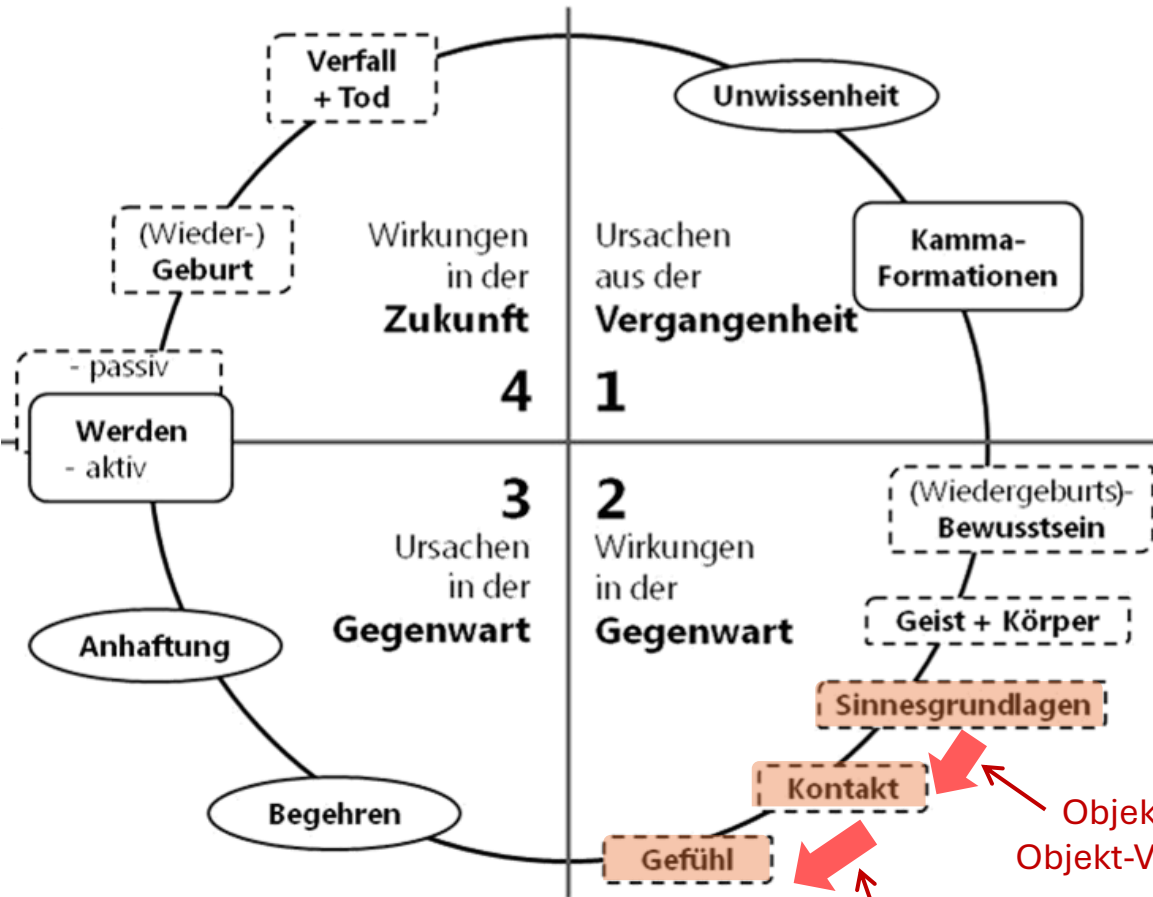 Verfall
+ Tod
Unwissenheit
(Wieder-)
Geburt
Wirkungen
in der
Zukunft
4
Ursachen
aus der
Vergangenheit
1
Kamma-
Formationen
- passiv
Werden
- aktiv
3
Ursachen
in der
Gegenwart
2
Wirkungen
in der
Gegenwart
(Wiedergeburts)-
Bewusstsein
Geist + Körper
Anhaftung
Sinnesgrundlagen
Kontakt
Begehren
Gefühl
Objek
Objekt-V